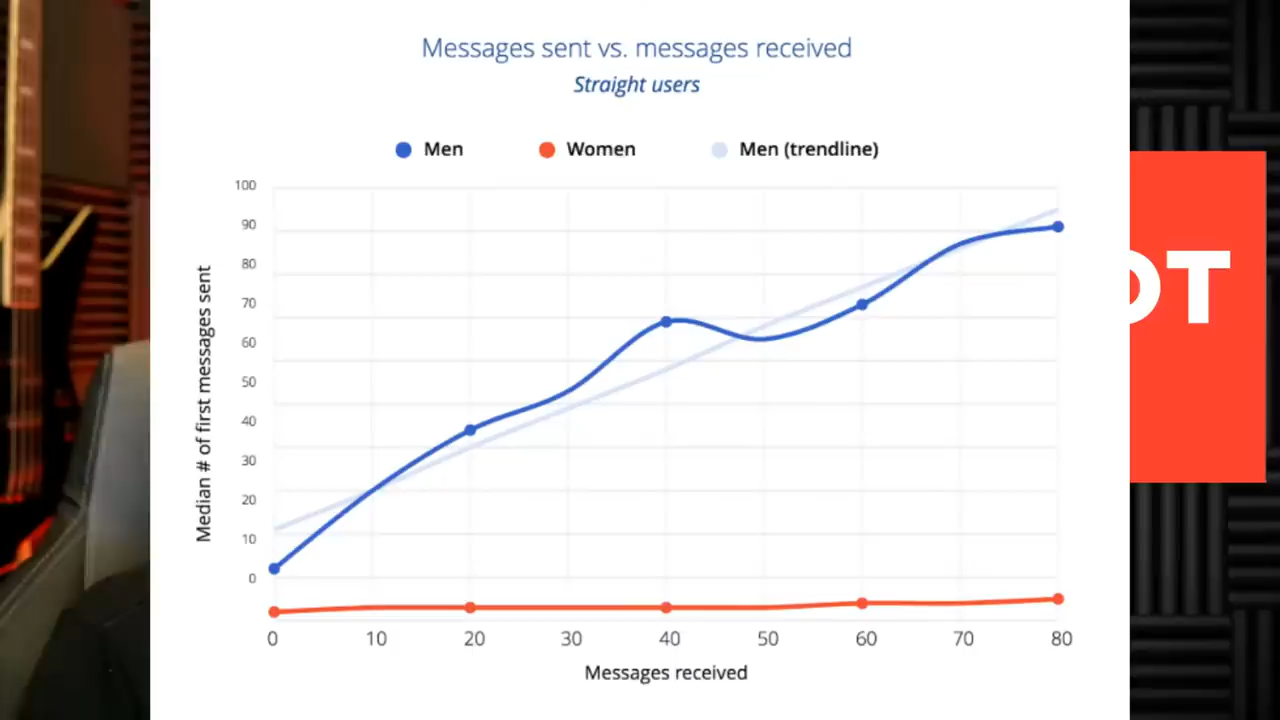 Messages sent vs. messages received
Straight users
Men Women Men (trendline)
100
90
80
70
60
50
40
30
20
10
0
Median # of first messages sent
0 10 20 30 40 50 60 70 80
Messages received
OT